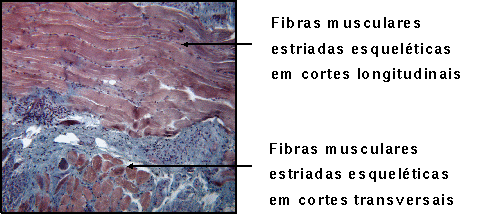 Fibras musculares
estriadas esqueléticas
em cortes longitudinais
Fibras musculares
estriadas esqueléticas
em cortes transversais